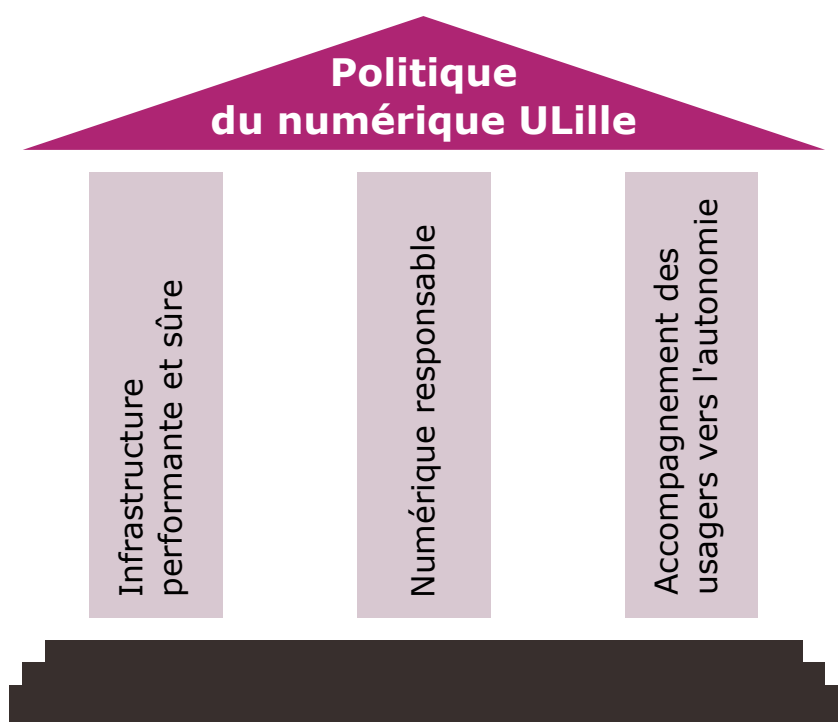 Politique
du numérique ULille
Infrastructure
performante et sûre
Numérique responsable
Accompagnement des
usagers vers l'autonomie